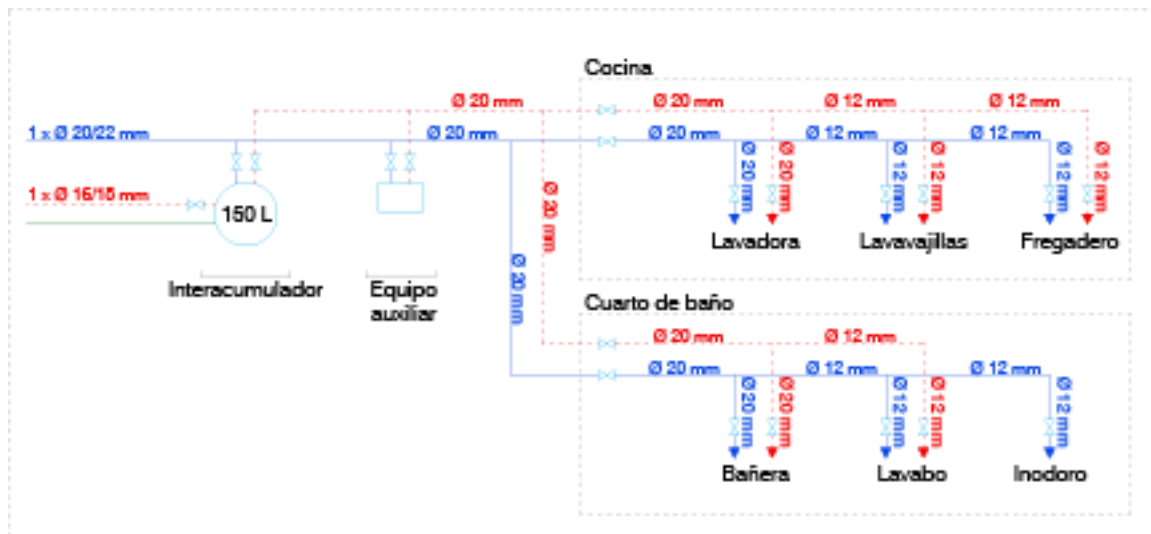 Cocina
Ø 20 mm
Ø 20 mm
Ø 12 mm
Ø 12 mm
1 x Ø 20/22 mm
Ø 20 mm
Ø 20 mm
Ø 12 mm
Ø 12 mm
Ø 20 mm
Ø 20 mm
Ø 12 mm
Ø 12 mm
Ø 12 mm
Ø 12 mm
1 x Ø 16/18 mm
150 L
Ø 20 mm
Lavadora
Lavavajillas
Fregadero
Ø 20 mm
Interacumulador
Equipo
auxiliar
Cuarto de baño
Ø 20 mm
Ø 12 mm
Ø 20 mm
Ø 12 mm
Ø 12 mm
Ø 20 mm
Ø 20 mm
Ø 12 mm
Ø 12 mm
Ø 12 mm
Bañera
Lavabo
Inodoro